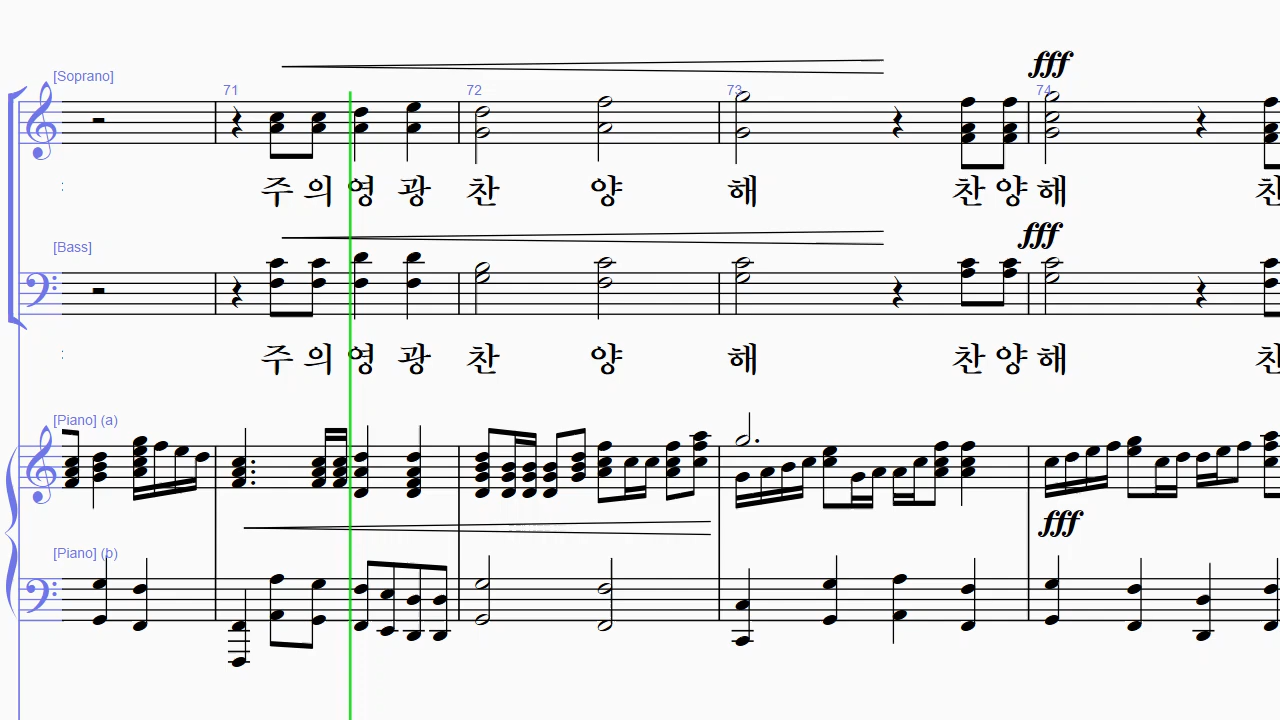 fff
[Soprano]
71 72 73 74
주 의 영 광 찬 양 해 찬 양 해
[Bass]
fff
주 의 영 광 찬 양 해 찬 양 해
[Piano] (a)
fff
[Piano] (b)